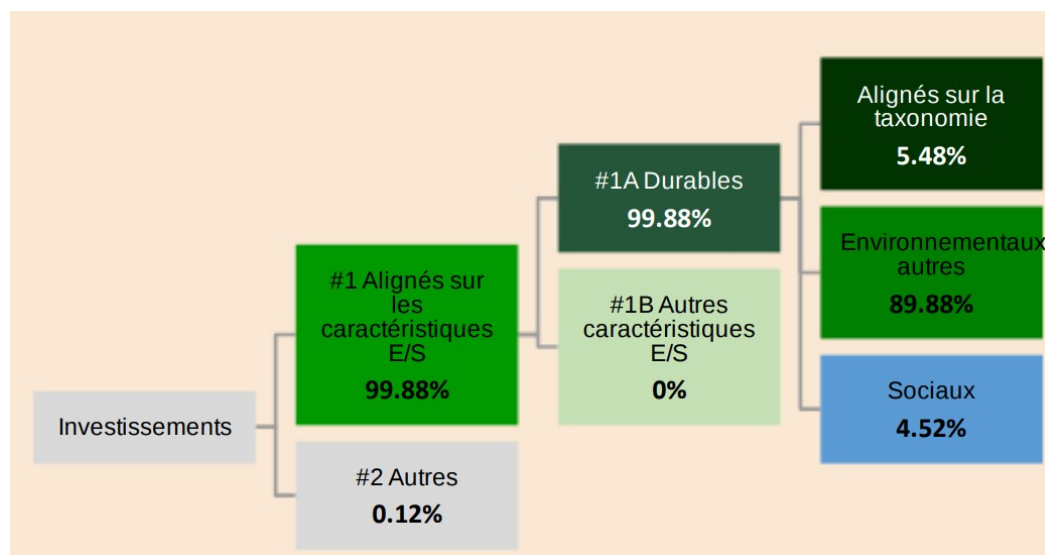 Investissements
#1 Alignés sur
les
caractéristiques
E/S
99.88%
#2 Autres
0.12%
#1A Durables
99.88%
#1B Autres
caractéristiques
E/S
0%
Alignés sur la
taxonomie
5.48%
Environnementaux
autres
89.88%
Sociaux
4.52%